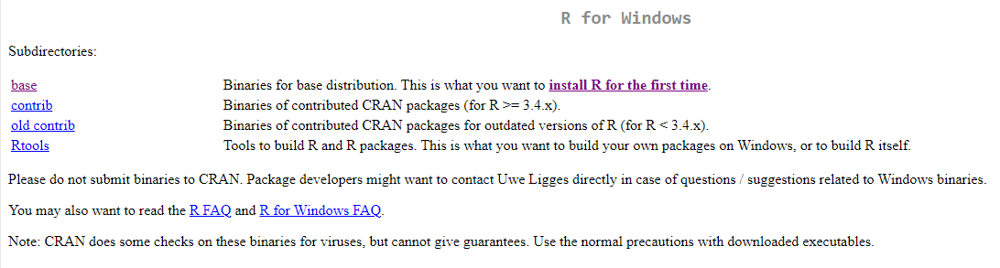 R for Windows
Subdirectories:
base Binaries for base distribution. This is what you want to install R for the first time.
contrib Binaries of contributed CRAN packages (for R >= 3.4.x).
old contrib Binaries of contributed CRAN packages for outdated versions of R (for R < 3.4.x).
Rtools Tools to build R and R packages. This is what you want to build your own packages on Windows, or to build R itself.
Please do not submit binaries to CRAN. Package developers might want to contact Uwe Ligges directly in case of questions / suggestions related to Windows binaries.
You may also want to read the R FAQ and R for Windows FAQ.
Note: CRAN does some checks on these binaries for viruses, but cannot give guarantees. Use the normal precautions with downloaded executables.